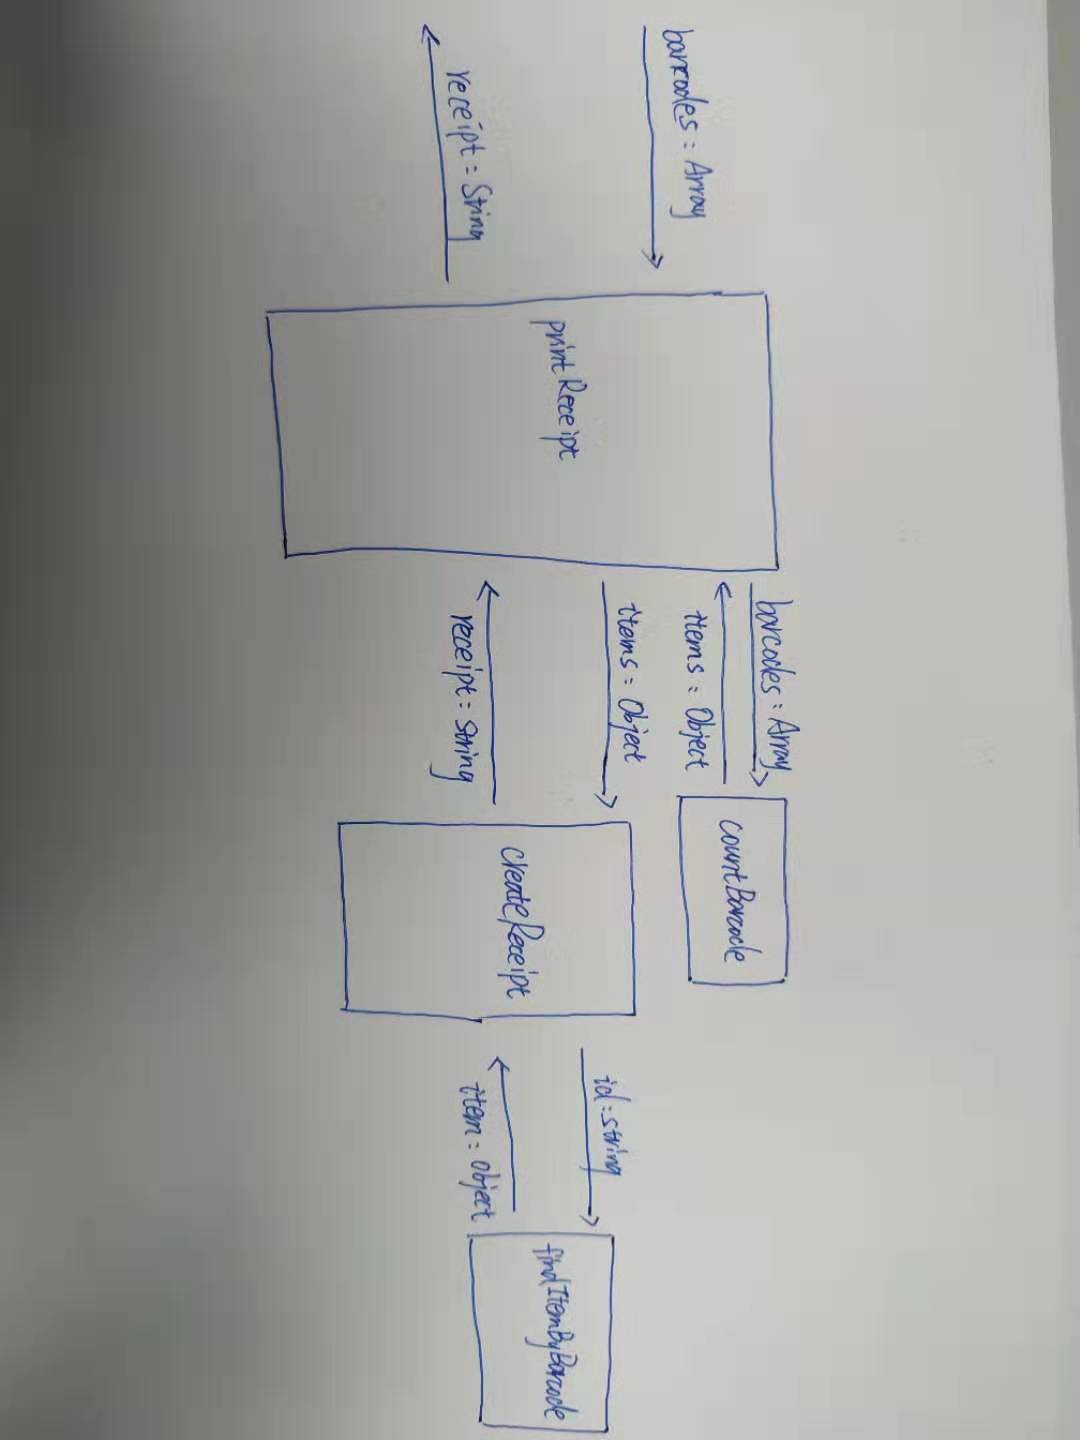 barcodes = Array
receipt = String
printReceipt
barcodes : Array
items = Object
items = Object
receipt = String
countBarcode
createReceipt
id = string
item = Object
findItemByBarcode